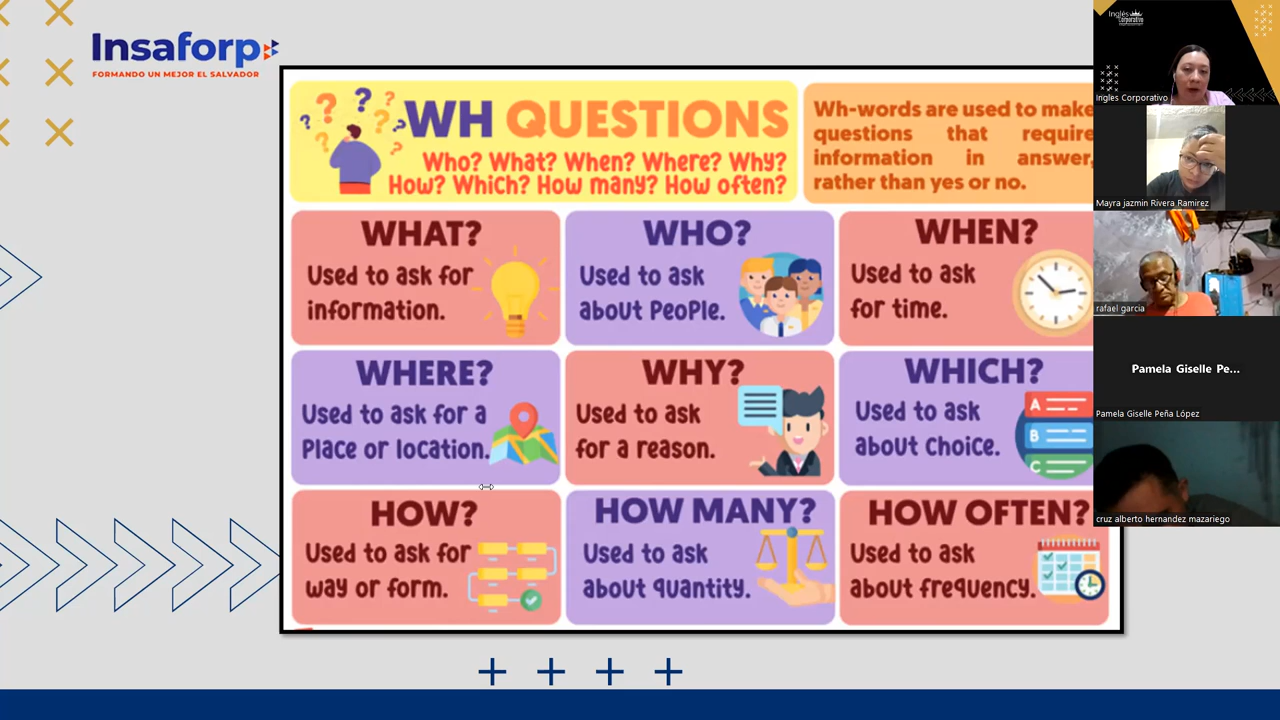 Insaforp
FORMANDO UN MEJOR EL SALVADOR
WH QUESTIONS
Who? What? When? Where? Why?
How? Which? How many? How often?
Wh-words are used to make
questions that require
information in answer,
rather than yes or no.
WHAT?
Used to ask for
information.
WHO?
Used to ask
about People.
WHEN?
Used to ask
for time.
WHERE?
Used to ask for a
Place or location.
WHY?
Used to ask
for a reason.
WHICH?
Used to ask
about Choice.
A
B
C
HOW?
Used to ask for
way or form.
HOW MANY?
Used to ask
about quantity.
HOW OFTEN?
Used to ask
about frequency.
Inglés
Corporativo
Ingles Corporativo
Mayra jazmin Rivera Ramirez
rafael garcia
Pamela Giselle Pe...
Pamela Giselle Peña López
cruz alberto hernandez mazariego